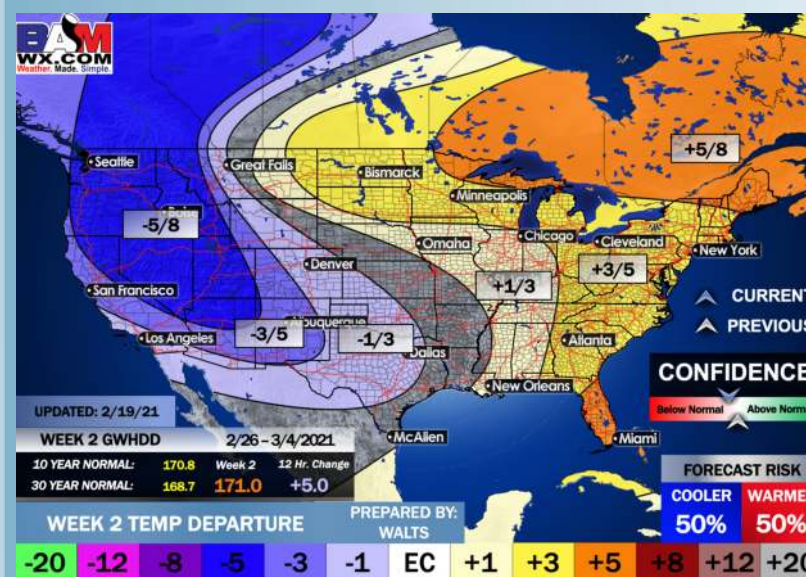 BAM
WX.COM
Weather. Made. Simple.
Seattle
Great Falls
Bismarck
+5/8
Minneapolis
-5/8
Omaha
Chicago
Cleveland
New York
Denver
+1/3
+3/5
San Francisco
CURRENT
PREVIOUS
Los Angeles
-3/5
Albuquerque
-1/3
Dallas
Atlanta
CONFIDENCE
Below Normal
Above Norm
New Orleans
UPDATED: 2/19/21
WEEK 2 GWHDD 2/26 - 3/4/2021
McAllen
Miami
10 YEAR NORMAL: 170.8 Week 2 12 Hr. Change
30 YEAR NORMAL: 168.7 171.0 +5.0
FORECAST RISK
COOLER WARME
50% 50%
WEEK 2 TEMP DEPARTURE
PREPARED BY:
WALTS
-20 -12 -8 -5 -3 -1 EC +1 +3 +5 +8 +12 +20